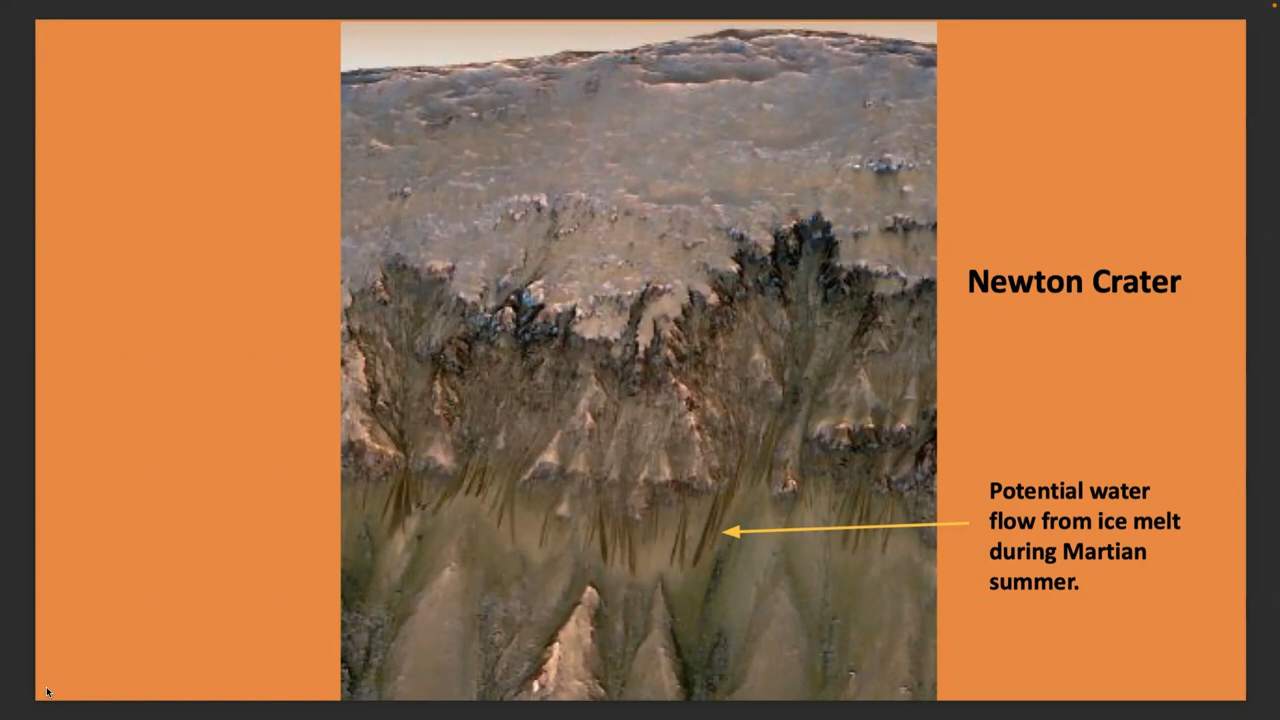 Newton Crater
Potential water
flow from ice melt
during Martian
summer.